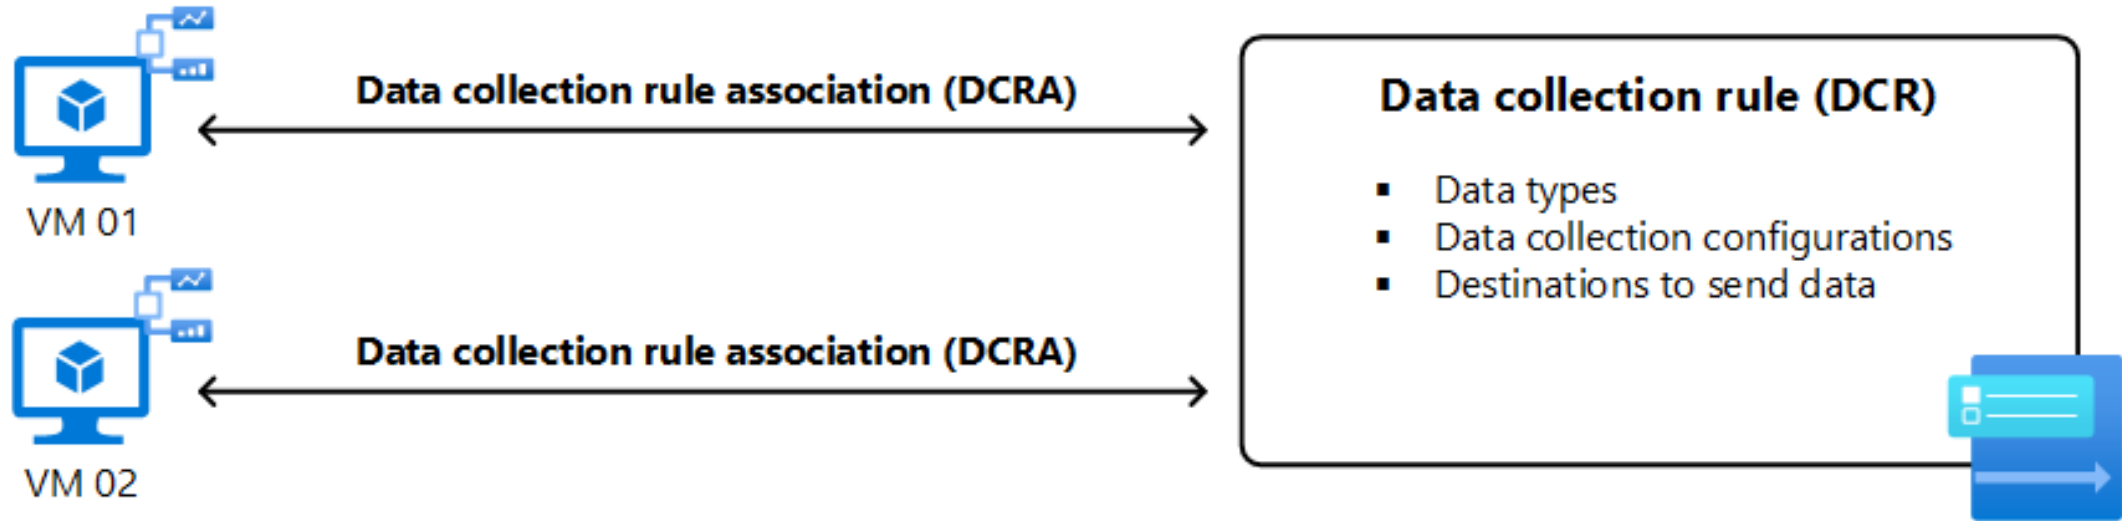 Data collection rule association (DCRA)
VM 01
Data collection rule association (DCRA)
VM 02
Data collection rule (DCR)
▪ Data types
▪ Data collection configurations
▪ Destinations to send data